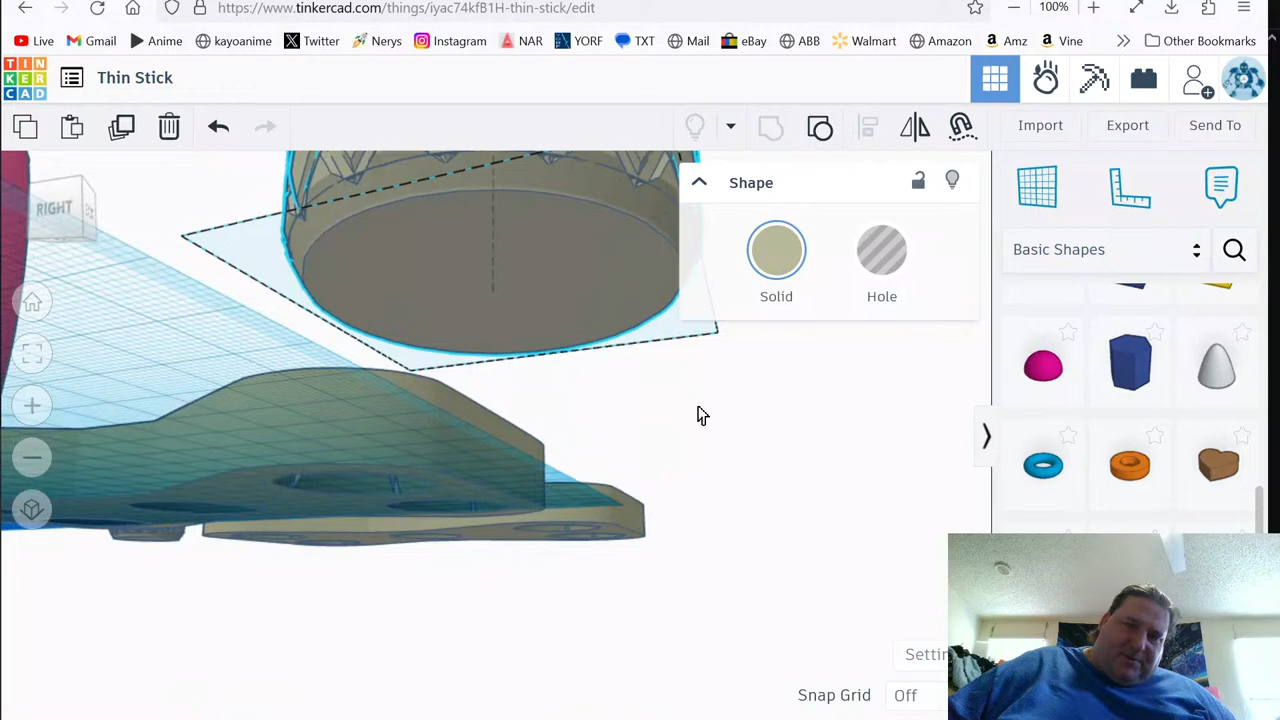 https://www.tinkercad.com/things/iyac74kfB1H-thin-stick/edit
100%
Live Gmail Anime kayoanime Twitter Nerys Instagram NAR YORF TXT Mail eBay ABB Walmart Amazon Amz Vine Other Bookmarks
TIN
KER
CAD
Thin Stick
Import Export Send To
Shape
RIGHT
Solid Hole
Basic Shapes
Snap Grid Off